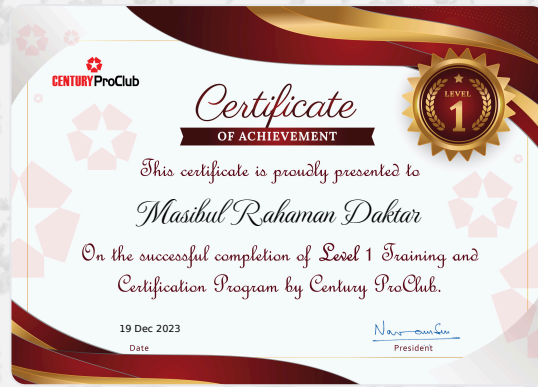 CENTURY ProClub
LEVEL
1
Certificate
OF ACHIEVEMENT
This certificate is proudly presented to
Masibul Rahaman Daktar
On the successful completion of Level 1 Training and
Certification Program by Century ProClub.
19 Dec 2023
Date
President